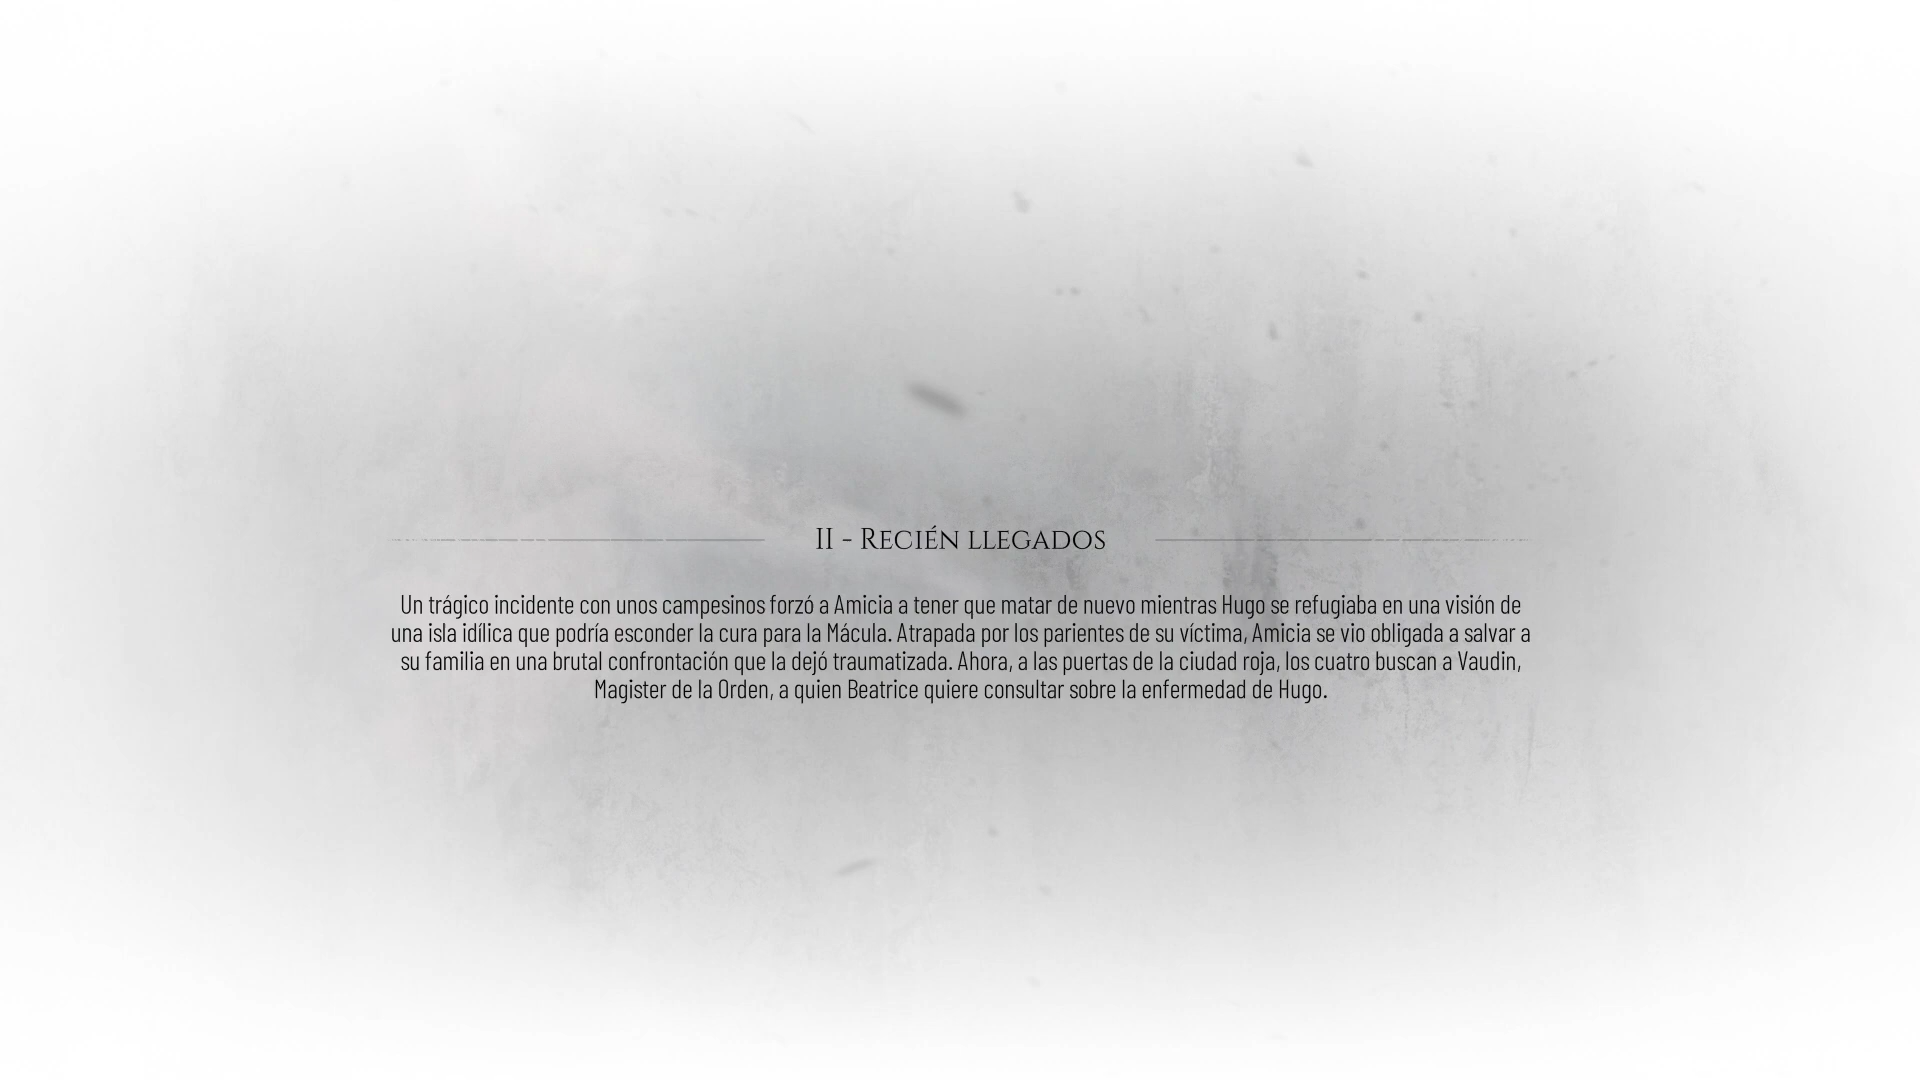 II - Recién llegados
Un trágico incidente con unos campesinos forzó a Amicia a tener que matar de nuevo mientras Hugo se refugiaba en una visión de
una isla idílica que podría esconder la cura para la Mácula. Atrapada por los parientes de su víctima, Amicia se vio obligada a salvar a
su familia en una brutal confrontación que la dejó traumatizada. Ahora, a las puertas de la ciudad roja, los cuatro buscan a Vaudin,
Magister de la Orden, a quien Beatrice quiere consultar sobre la enfermedad de Hugo.